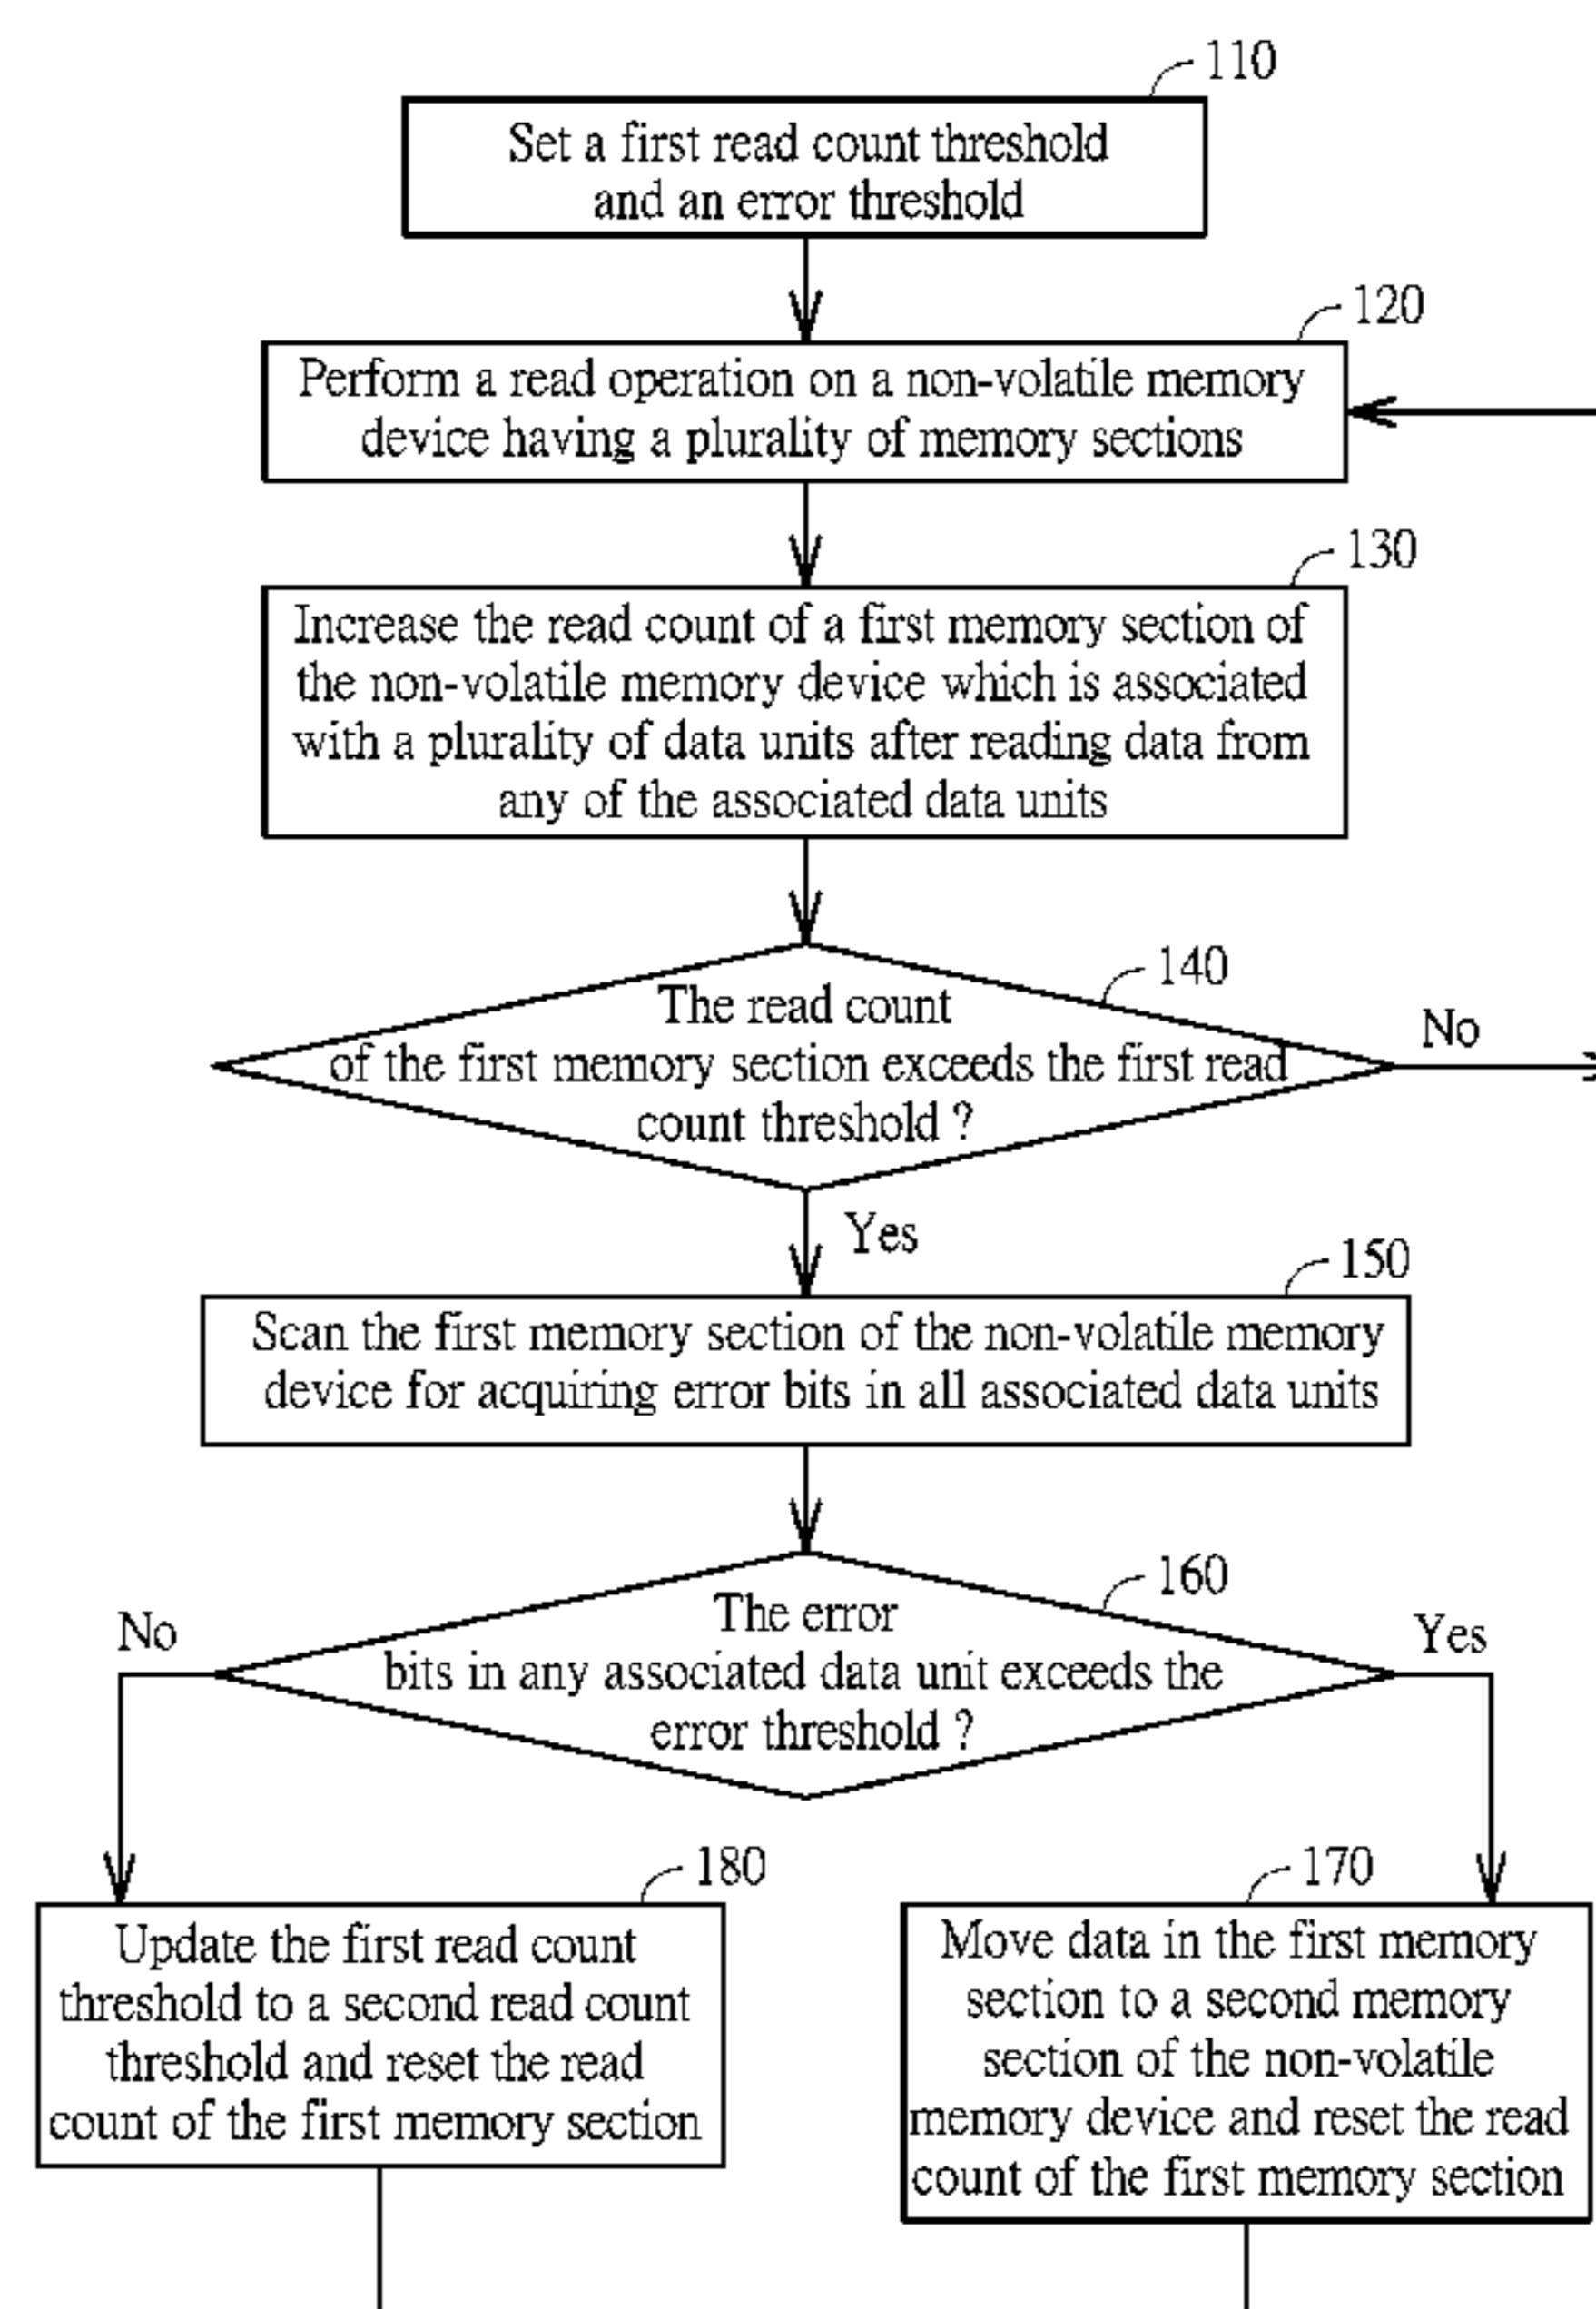 110
Set a first read count threshold
and an error threshold
120
Perform a read operation on a non-volatile memory
device having a plurality of memory sections
130
Increase the read count of a first memory section of
the non-volatile memory device which is associated
with a plurality of data units after reading data from
any of the associated data units
140
The read count
of the first memory section exceeds the first read
count threshold ?
No
Yes
150
Scan the first memory section of the non-volatile memory
device for acquiring error bits in all associated data units
160
The error
bits in any associated data unit exceeds the
error threshold ?
No
Yes
180
Update the first read count
threshold to a second read count
threshold and reset the read
count of the first memory section
170
Move data in the first memory
section to a second memory
section of the non-volatile
memory device and reset the read
count of the first memory section